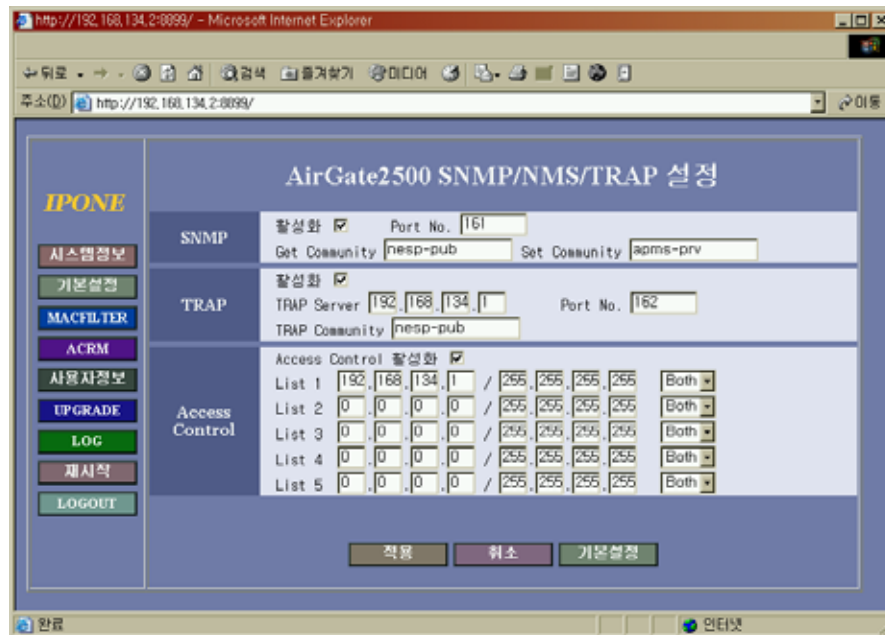 http://192.168.134.2:8899/ - Microsoft Internet Explorer
뒤로 검색 즐겨찾기 미디어
주소(D) http://192.168.134.2:8899/ 이동
IPONE
시스템정보
기본설정
MACFILTER
ACRM
사용자정보
UPGRADE
LOG
재시작
LOGOUT
AirGate2500 SNMP/NMS/TRAP 설정
SNMP
활성화 Port No. 161
Get Community nesp-pub Set Community apms-prv
TRAP
활성화
TRAP Server 192.168.134.1 Port No. 162
TRAP Community nesp-pub
Access Control
Access Control 활성화
List 1 192.168.134.1 / 255.255.255.255 Both
List 2 0.0.0.0 / 255.255.255.255 Both
List 3 0.0.0.0 / 255.255.255.255 Both
List 4 0.0.0.0 / 255.255.255.255 Both
List 5 0.0.0.0 / 255.255.255.255 Both
적용 취소 기본설정
완료 인터넷